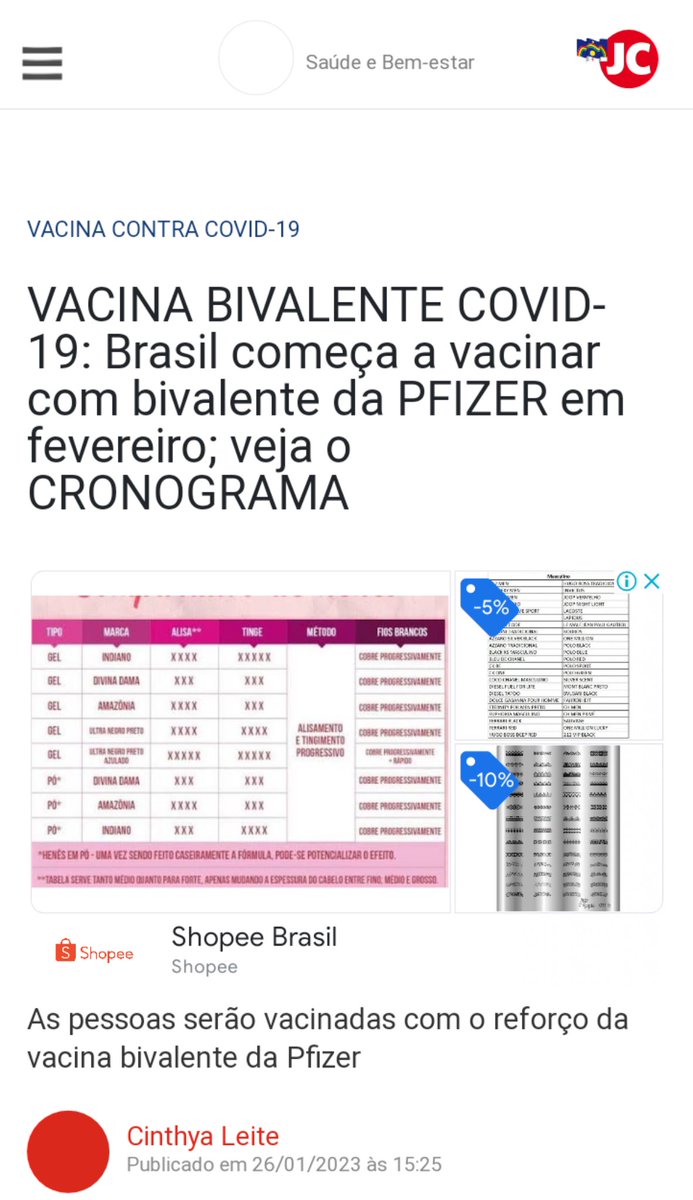 Saúde e Bem-estar
JC
VACINA CONTRA COVID-19
VACINA BIVALENTE COVID-
19: Brasil começa a vacinar
com bivalente da PFIZER em
fevereiro; veja o
CRONOGRAMA
TIPO MARCA ALISA** TINGE MÉTODO FIOS BRANCOS
GEL INDIANO XXXX XXXXX COBRE PROGRESSIVAMENTE
GEL DIVINA DAMA XXX XXX COBRE PROGRESSIVAMENTE
GEL AMAZÔNIA XXX XXXX COBRE PROGRESSIVAMENTE
GEL ULTRA NEGRO PRETO XXXX XXXX COBRE PROGRESSIVAMENTE
GEL ULTRA NEGRO PRETO AZULADO XXXXX XXXXX COBRE PROGRESSIVAMENTE + RÁPIDO
ALISAMENTO
E TINGIMENTO
PROGRESSIVO
PÓ* DIVINA DAMA XXX XXX COBRE PROGRESSIVAMENTE
PÓ* AMAZÔNIA XXXX XXX COBRE PROGRESSIVAMENTE
PÓ* INDIANO XXX XXXX COBRE PROGRESSIVAMENTE
*HENÊS EM PÓ - UMA VEZ SENDO FEITO CASEIRAMENTE A FÓRMULA, PODE-SE POTENCIALIZAR O EFEITO.
**TABELA SERVE TANTO MÉDIO QUANTO PARA FORTE, APENAS MUDANDO A ESPESSURA DO CABELO ENTRE FINO, MÉDIO E GROSSO.
-5%
Masculino
-10%
Shopee
Shopee Brasil
Shopee
As pessoas serão vacinadas com o reforço da
vacina bivalente da Pfizer
Cinthya Leite
Publicado em 26/01/2023 às 15:25